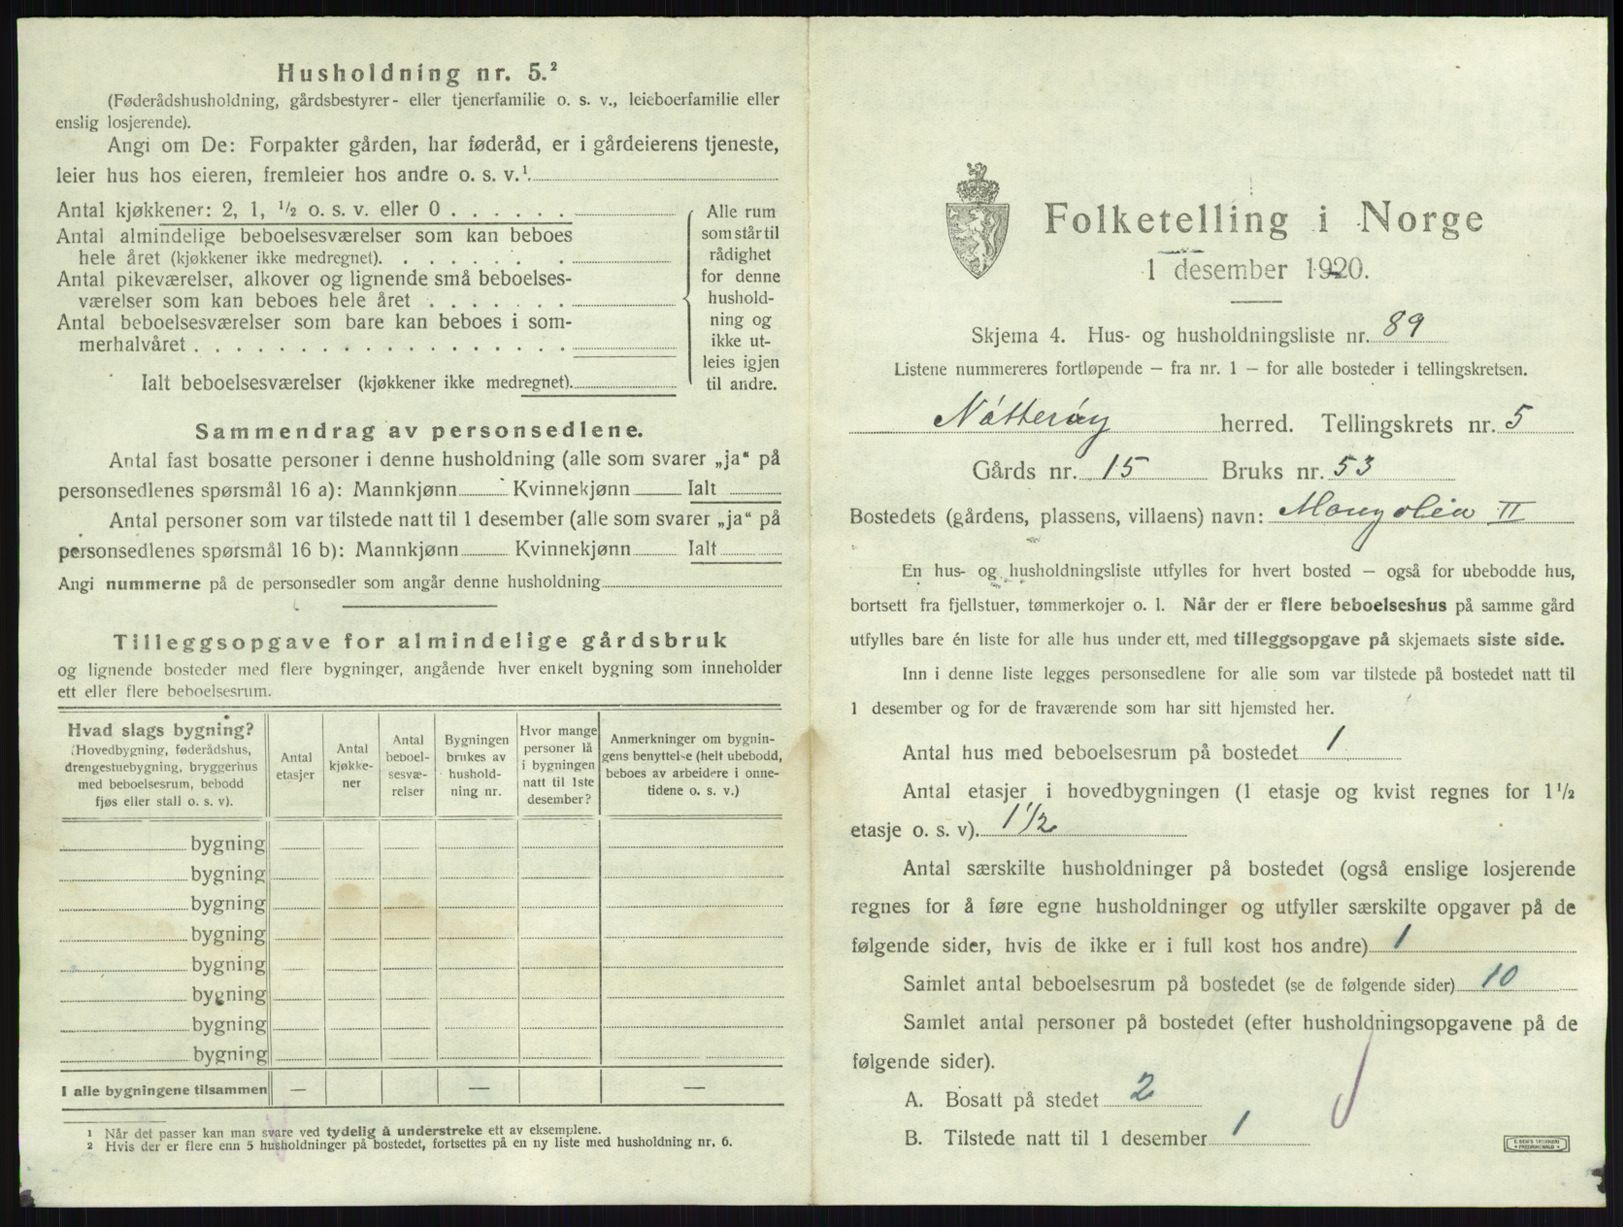 Husholdning nr. 5.²
(Føderådshusholdning, gårdsbestyrer- eller tjenerfamilie o. s. v., leieboerfamilie eller
enslig losjerende).
Angi om De: Forpakter gården, har føderåd, er i gårdeierens tjeneste,
leier hus hos eieren, fremleier hos andre o. s. v.¹.
Antal kjøkkener: 2, 1, ½ o. s. v. eller 0 . . . . . .
Antal almindelige beboelsesværelser som kan beboes
hele året (kjøkkener ikke medregnet). . . . . . . .
Antal pikeværelser, alkover og lignende små beboelses-
værelser som kan beboes hele året . . . . . . .
Antal beboelsesværelser som bare kan beboes i som-
merhalvåret . . . . . . . . . . . . . . . . . .
Ialt beboelsesværelser (kjøkkener ikke medregnet).
Alle rum
som står til
rådighet
for denne
hushold-
ning og
ikke ut-
leies igjen
til andre.
Sammendrag av personsedlene.
Antal fast bosatte personer i denne husholdning (alle som svarer „ja" på
personsedlenes spørsmål 16 a): Mannkjønn Kvinnekjønn Ialt
Antal personer som var tilstede natt til 1 desember (alle som svarer „ja" på
personsedlenes spørsmål 16 b): Mannkjønn Kvinnekjønn Ialt
Angi nummerne på de personsedler som angår denne husholdning
Tilleggsopgave for almindelige gårdsbruk
og lignende bosteder med flere bygninger, angående hver enkelt bygning som inneholder
ett eller flere beboelsesrum.
Hvad slags bygning?
(Hovedbygning, føderådshus,
drengestuebygning, bryggerhus
med beboelsesrum, bebodd
fjøs eller stall o. s. v).
Antal
etasjer
Antal
kjøkke-
ner
Antal
beboel-
sesvæ-
relser
Bygningen
brukes av
hushold-
ning nr.
Hvor mange
personer lå
i bygningen
natt til 1ste
desember?
Anmerkninger om bygnin-
gens benyttelse (helt ubebodd,
beboes av arbeidere i onne-
tidene o. s. v.)
bygning
bygning
bygning
bygning
bygning
bygning
bygning
bygning
I alle bygningene tilsammen — — —
¹ Når det passer kan man svare ved tydelig å understreke ett av eksemplene.
² Hvis der er flere enn 5 husholdninger på bostedet, fortsettes på en ny liste med husholdning nr. 6.
Folketelling i Norge
1 desember 1920.
Skjema 4. Hus- og husholdningsliste nr. 89
Listene nummereres fortløpende — fra nr. 1 — for alle bosteder i tellingskretsen.
Nøtterøy herred. Tellingskrets nr. 5
Gårds nr. 15 Bruks nr. 53
Bostedets (gårdens, plassens, villaens) navn: Mongolia II
En hus- og husholdningsliste utfylles for hvert bosted — også for ubebodde hus,
bortsett fra fjellstuer, tømmerkojer o. l. Når der er flere beboelseshus på samme gård
utfylles bare én liste for alle hus under ett, med tilleggsopgave på skjemaets siste side.
Inn i denne liste legges personsedlene for alle som var tilstede på bostedet natt til
1 desember og for de fraværende som har sitt hjemsted her.
Antal hus med beboelsesrum på bostedet 1
Antal etasjer i hovedbygningen (1 etasje og kvist regnes for 1½
etasje o. s. v). 1 1/2
Antal særskilte husholdninger på bostedet (også enslige losjerende
regnes for å føre egne husholdninger og utfyller særskilte opgaver på de
følgende sider, hvis de ikke er i full kost hos andre) 1
Samlet antal beboelsesrum på bostedet (se de følgende sider) 10
Samlet antal personer på bostedet (efter husholdningsopgavene på de
følgende sider).
A. Bosatt på stedet 2
B. Tilstede natt til 1 desember 1